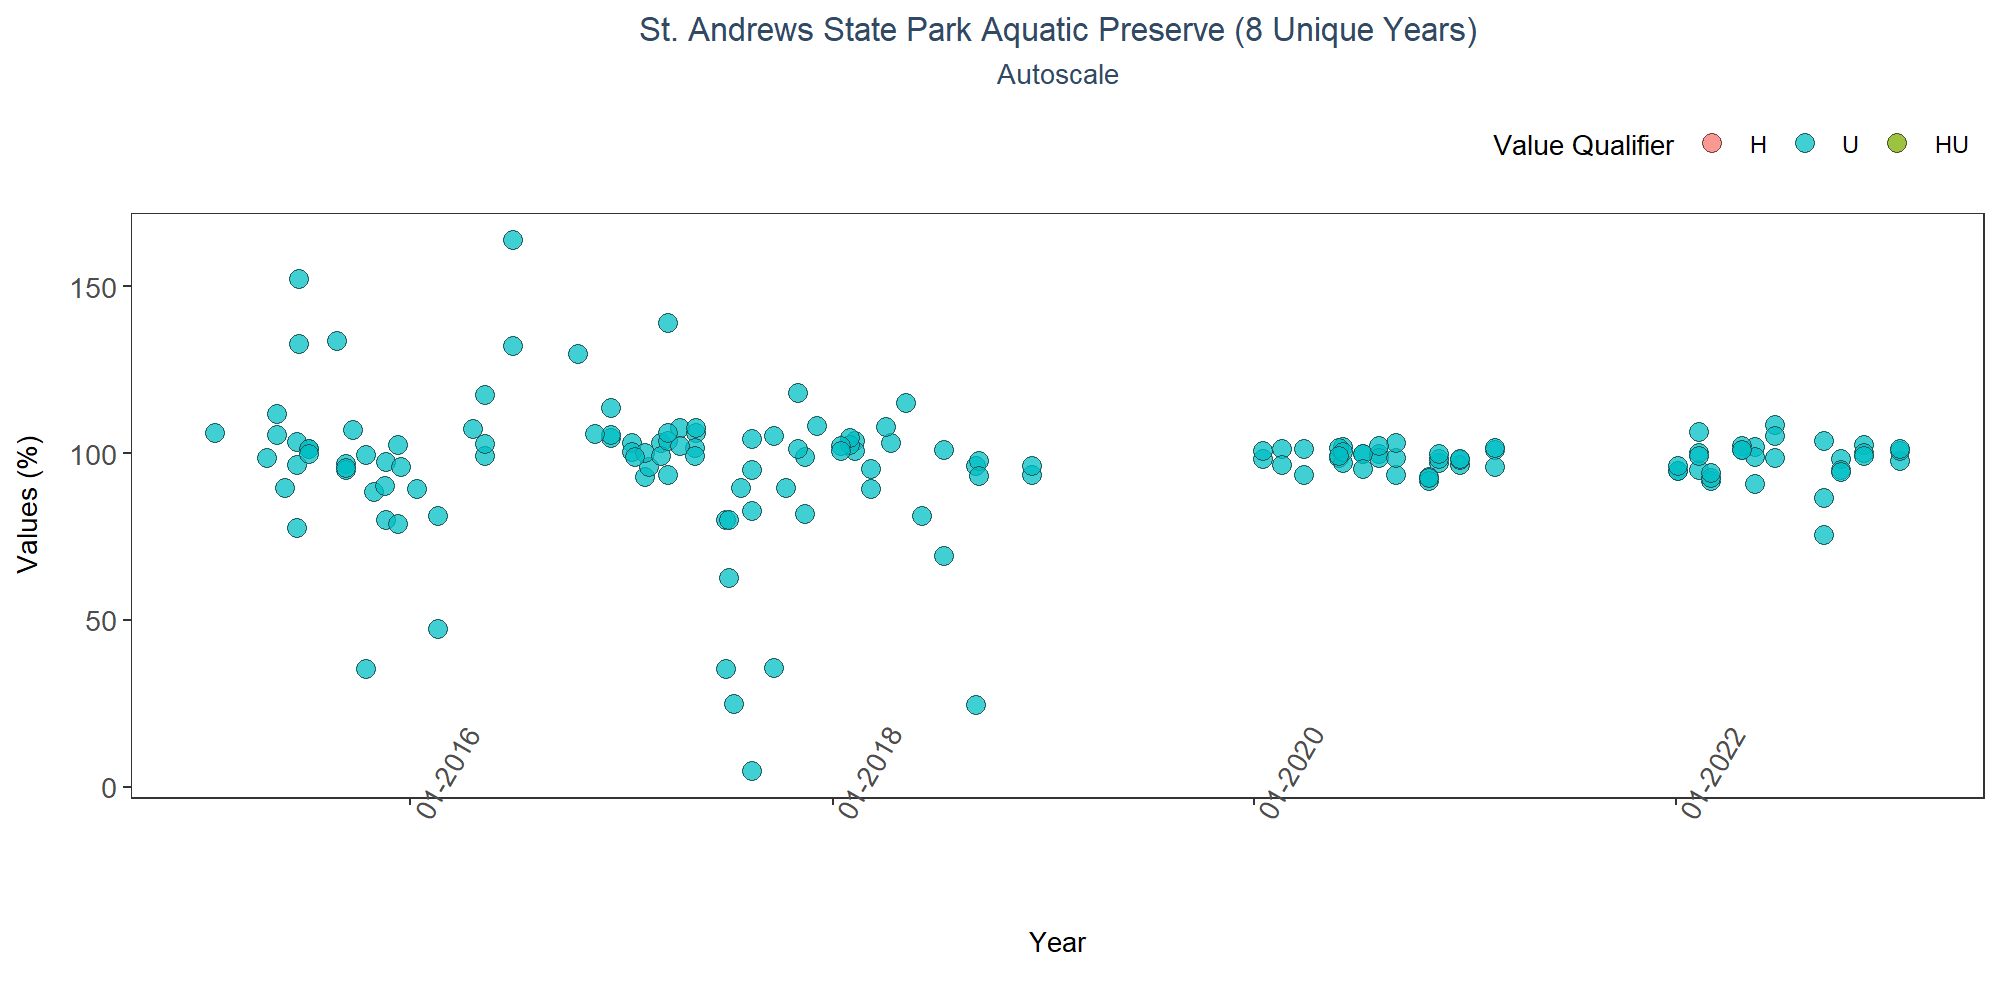 St. Andrews State Park Aquatic Preserve (8 Unique Years)
Autoscale
Value Qualifier H U HU
Values (%)
150
100
50
0
01-2016 01-2018 01-2020 01-2022
Year